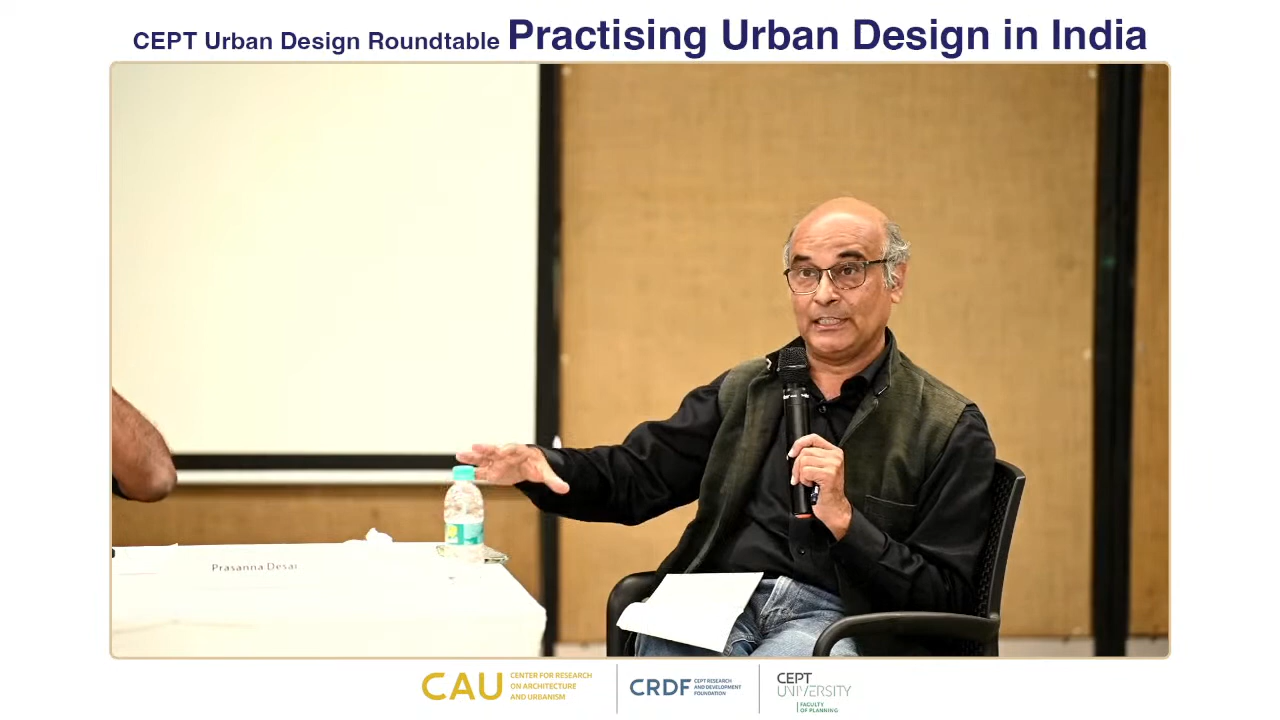 CEPT Urban Design Roundtable Practising Urban Design in India
Prasanna Desai
CAU CENTER FOR RESEARCH
ON ARCHITECTURE
AND URBANISM
CRDF CEPT RESEARCH
AND DEVELOPMENT
FOUNDATION
CEPT
UNIVERSITY
FACULTY
OF PLANNING